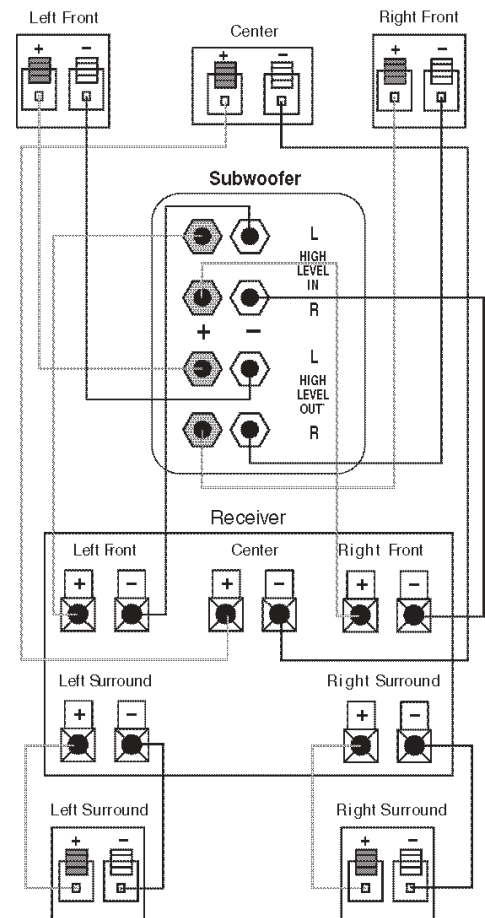 Left Front
Center
Right Front
+ −
+ −
+ −
Subwoofer
L
HIGH
LEVEL
IN
R
+ −
L
HIGH
LEVEL
OUT
R
Receiver
Left Front
Center
Right Front
+ −
+ −
+ −
Left Surround
Right Surround
+ −
+ −
Left Surround
Right Surround
+ −
+ −